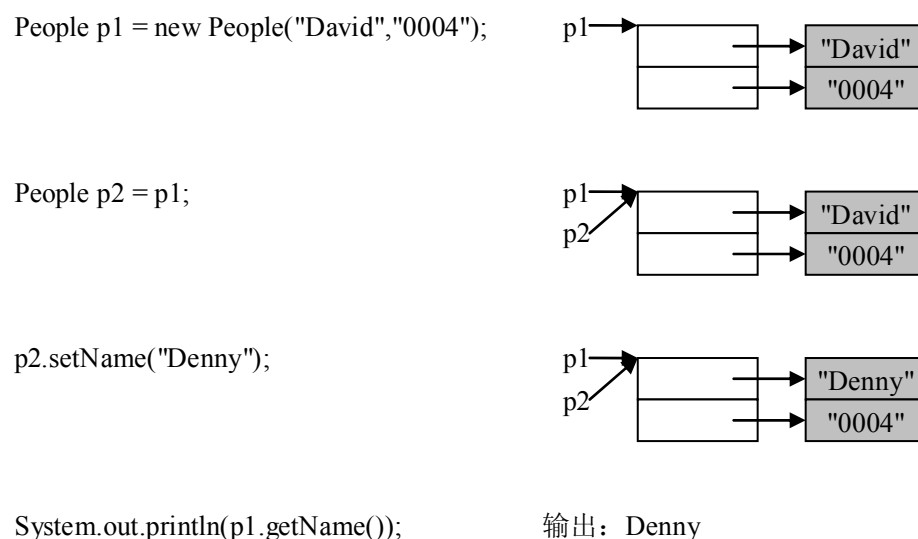 People p1 = new People("David","0004");
p1
"David"
"0004"
People p2 = p1;
p1
p2
"David"
"0004"
p2.setName("Denny");
p1
p2
"Denny"
"0004"
System.out.println(p1.getName());
输出：Denny